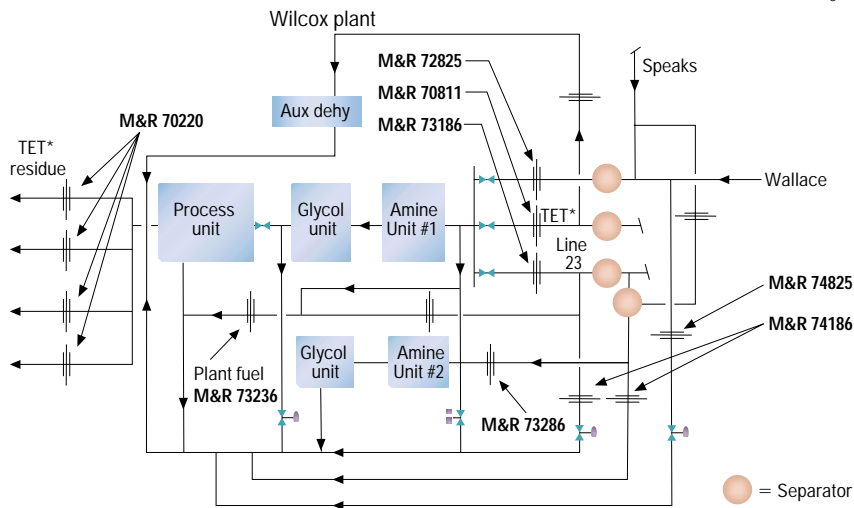 Wilcox plant
M&R 72825
M&R 70811
M&R 73186
Speaks
Aux dehy
M&R 70220
TET*
residue
Wallace
Process
unit
Glycol
unit
Amine
Unit #1
TET*
Line
23
M&R 74825
M&R 74186
Plant fuel
M&R 73236
Glycol
unit
Amine
Unit #2
M&R 73286
= Separator